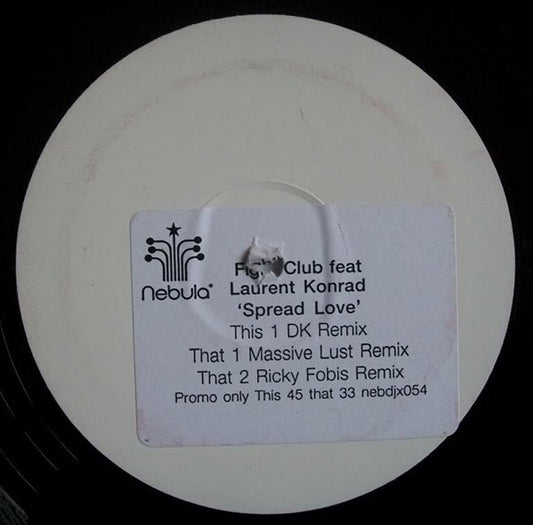 nebula®
Fight Club feat
Laurent Konrad
'Spread Love'
This 1 DK Remix
That 1 Massive Lust Remix
That 2 Ricky Fobis Remix
Promo only This 45 that 33 nebdjx054